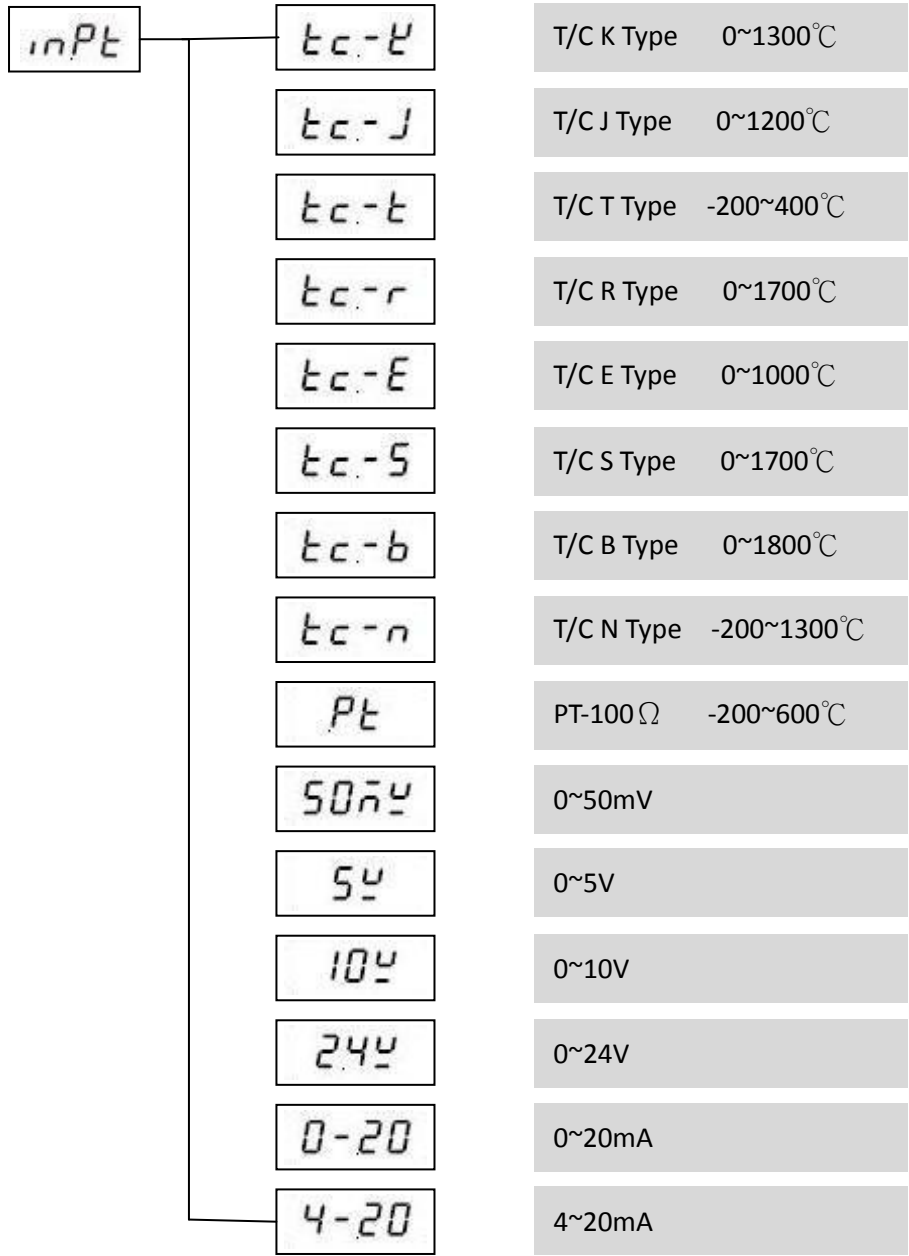 inPt
tc.-K T/C K Type 0~1300℃
tc.-J T/C J Type 0~1200℃
tc.-t T/C T Type -200~400℃
tc.-r T/C R Type 0~1700℃
tc.-E T/C E Type 0~1000℃
tc.-S T/C S Type 0~1700℃
tc.-b T/C B Type 0~1800℃
tc-n T/C N Type -200~1300℃
Pt PT-100Ω -200~600℃
50mV 0~50mV
5V 0~5V
10V 0~10V
2.4V 0~24V
0-20 0~20mA
4-20 4~20mA